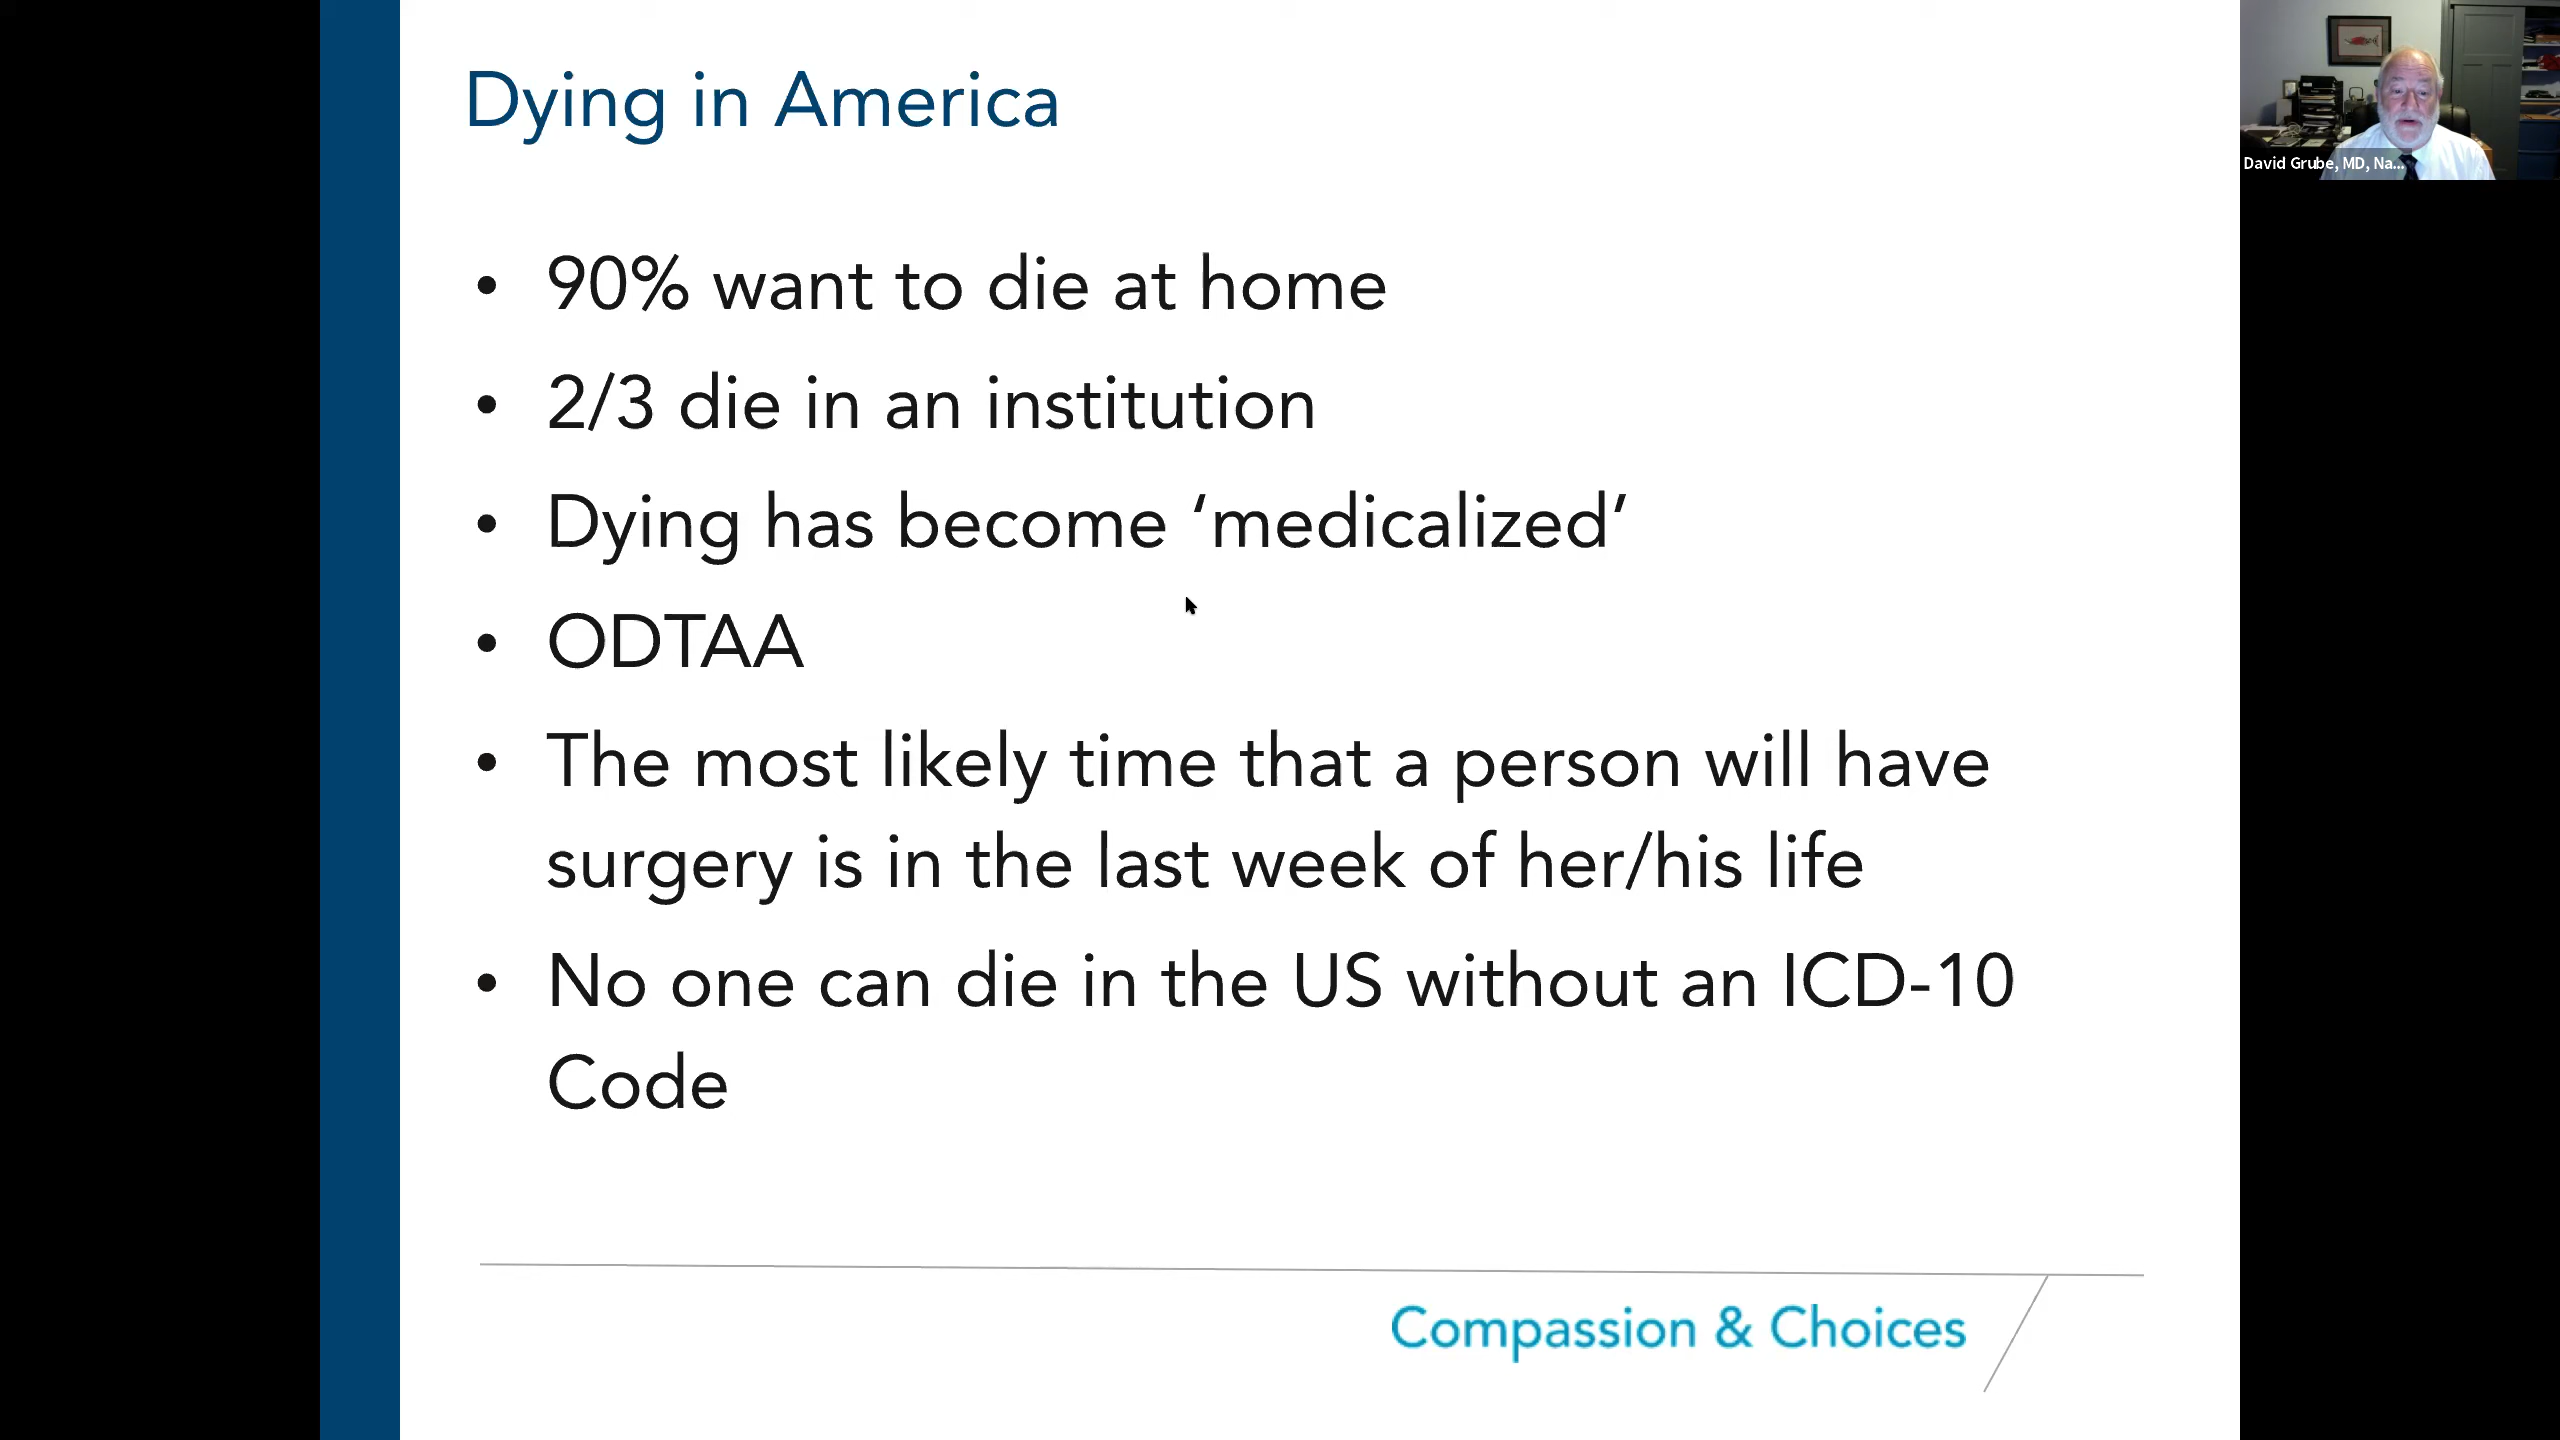 Dying in America
• 90% want to die at home
• 2/3 die in an institution
• Dying has become ‘medicalized’
• ODTAA
• The most likely time that a person will have
surgery is in the last week of her/his life
• No one can die in the US without an ICD-10
Code
Compassion & Choices
David Grube, MD, Na...